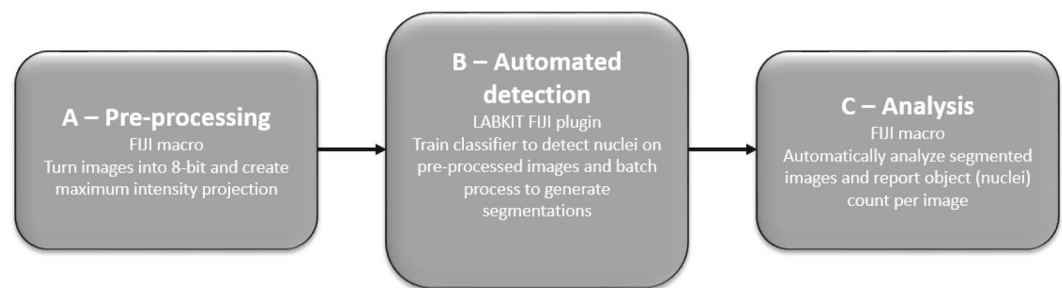 A – Pre-processing
FIJI macro
Turn images into 8-bit and create
maximum intensity projection
B – Automated
detection
LABKIT FIJI plugin
Train classifier to detect nuclei on
pre-processed images and batch
process to generate
segmentations
C – Analysis
FIJI macro
Automatically analyze segmented
images and report object (nuclei)
count per image